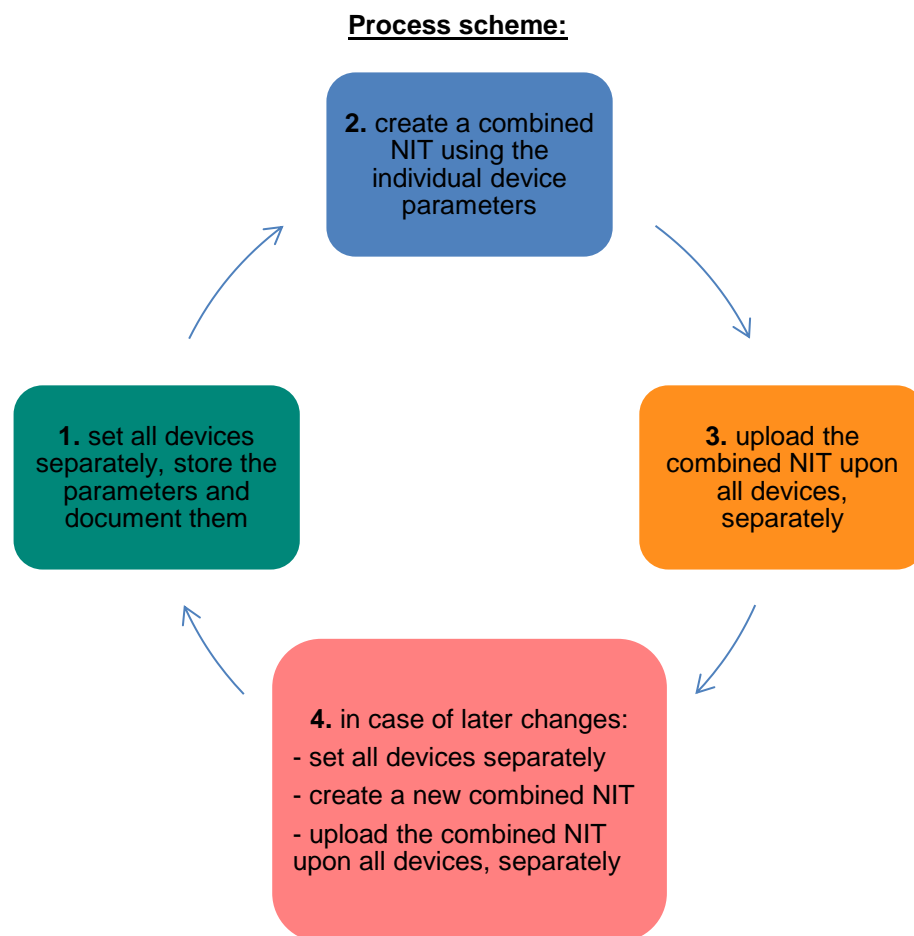 Process scheme:
2. create a combined
NIT using the
individual device
parameters
1. set all devices
separately, store the
parameters and
document them
3. upload the
combined NIT upon
all devices,
separately
4. in case of later changes:
- set all devices separately
- create a new combined NIT
- upload the combined NIT
upon all devices, separately